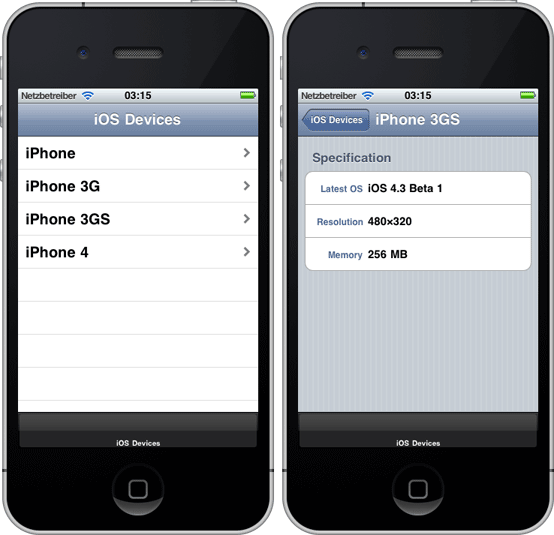 Netzbetreiber 03:15
iOS Devices
iPhone
iPhone 3G
iPhone 3GS
iPhone 4
iOS Devices
Netzbetreiber 03:15
iOS Devices iPhone 3GS
Specification
Latest OS iOS 4.3 Beta 1
Resolution 480×320
Memory 256 MB
iOS Devices